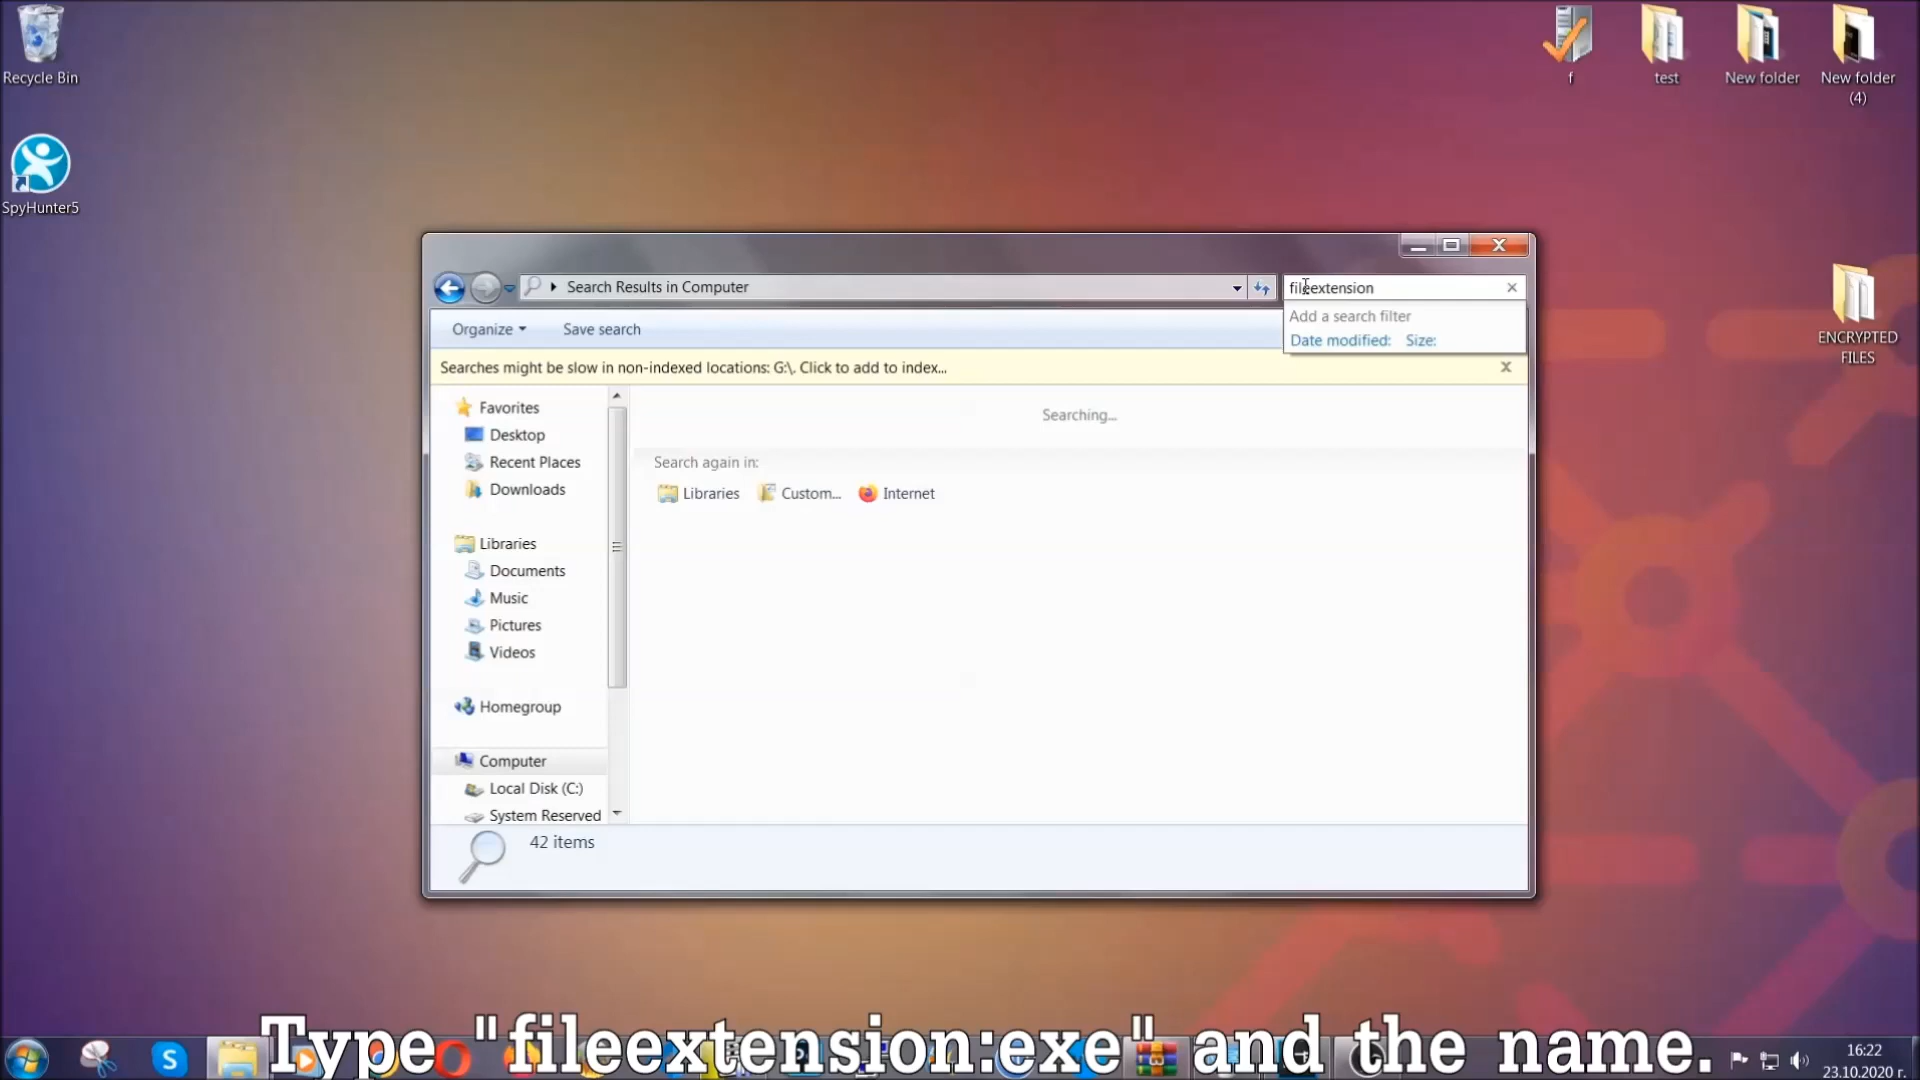 Recycle Bin
SpyHunter5
f
test
New folder
New folder
(4)
ENCRYPTED
FILES
Search Results in Computer
fileextension
Add a search filter
Date modified: Size:
Organize
Save search
Searches might be slow in non-indexed locations: G:\. Click to add to index...
Favorites
Desktop
Recent Places
Downloads
Libraries
Documents
Music
Pictures
Videos
Homegroup
Computer
Local Disk (C:)
System Reserved
Searching...
Search again in:
Libraries
Custom...
Internet
42 items
Type "fileextension:exe" and the name.
16:22
23.10.2020 г.